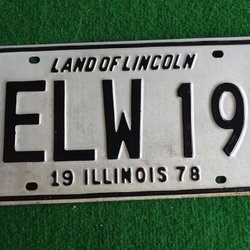 LAND OF LINCOLN
ELW 19
19 ILLINOIS 78